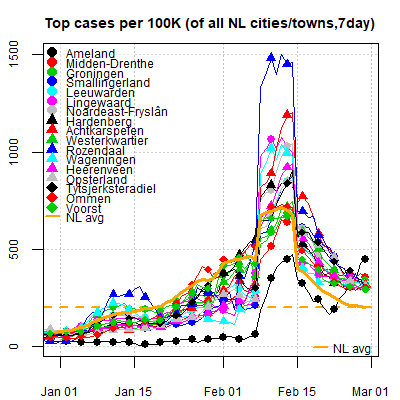 Top cases per 100K (of all NL cities/towns,7day)
1500
1000
500
0
Ameland
Midden-Drenthe
Groningen
Smallingerland
Leeuwarden
Lingewaard
Noardeast-Fryslân
Hardenberg
Achtkarspelen
Westerkwartier
Rozendaal
Wageningen
Heerenveen
Opsterland
Tytsjerksteradiel
Ommen
Voorst
NL avg
NL avg
Jan 01
Jan 15
Feb 01
Feb 15
Mar 01